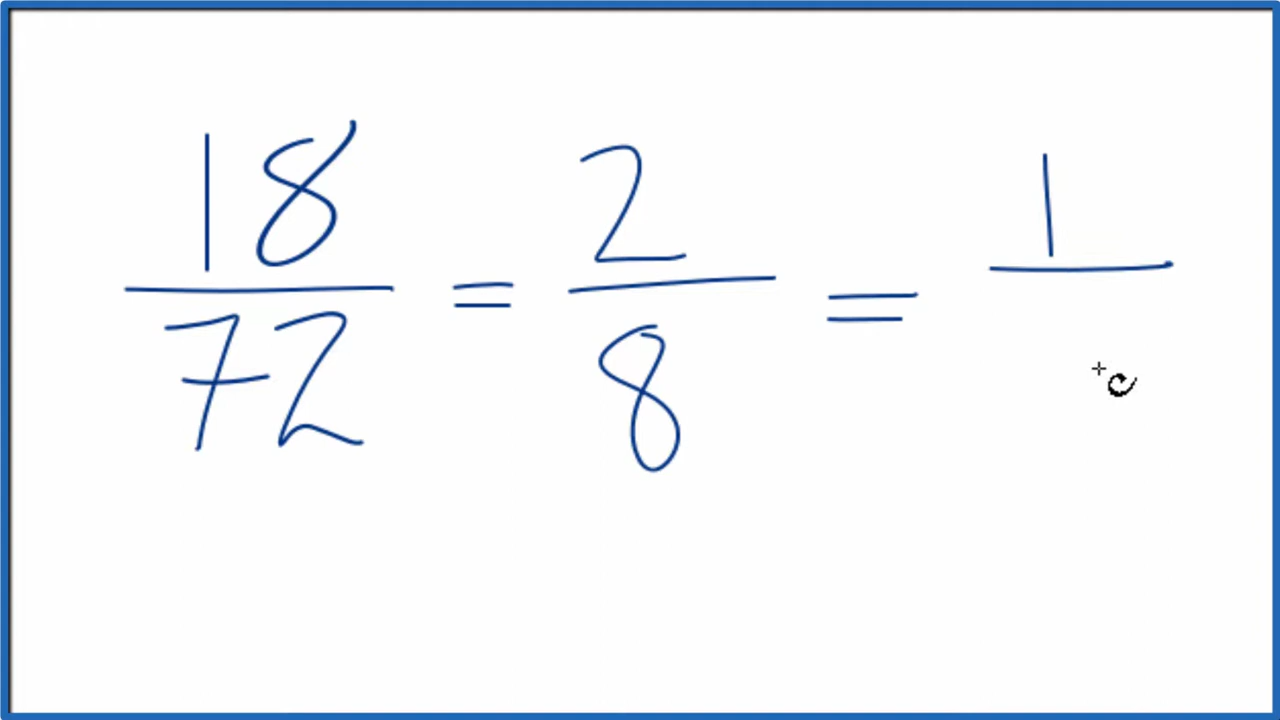 18/72 = 2/8 = 1/